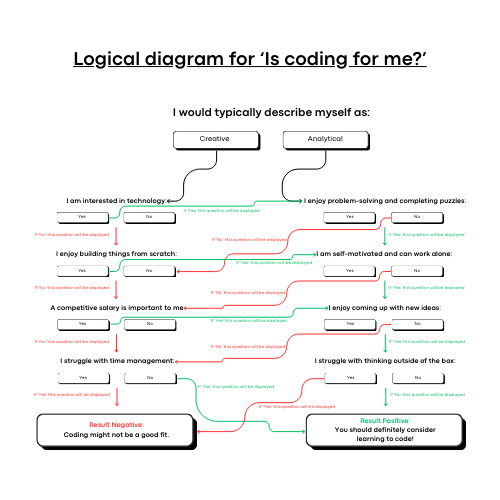 Logical diagram for ‘Is coding for me?’
I would typically describe myself as:
Creative
Analytical
I am interested in technology:
I enjoy problem-solving and completing puzzles:
If 'Yes' this question will be displayed
Yes
No
Yes
No
If 'No' this question will be displayed
If 'No' this question will be displayed
If 'Yes' this question will be displayed
I enjoy building things from scratch:
I am self-motivated and can work alone:
If 'Yes' this question will be displayed
Yes
No
Yes
No
If 'No' this question will be displayed
If 'No' this question will be displayed
If 'Yes' this question will be displayed
A competitive salary is important to me:
I enjoy coming up with new ideas:
If 'Yes' this question will be displayed
Yes
No
Yes
No
If 'No' this question will be displayed
If 'No' this question will be displayed
If 'Yes' this question will be displayed
I struggle with time management:
I struggle with thinking outside of the box:
Yes
No
Yes
No
If 'Yes' this question will be displayed
If 'Yes' this question will be displayed
If 'No' this question will be displayed
If 'Yes' this question will be displayed
Result Negative:
Coding might not be a good fit.
Result Positive:
You should definitely consider
learning to code!